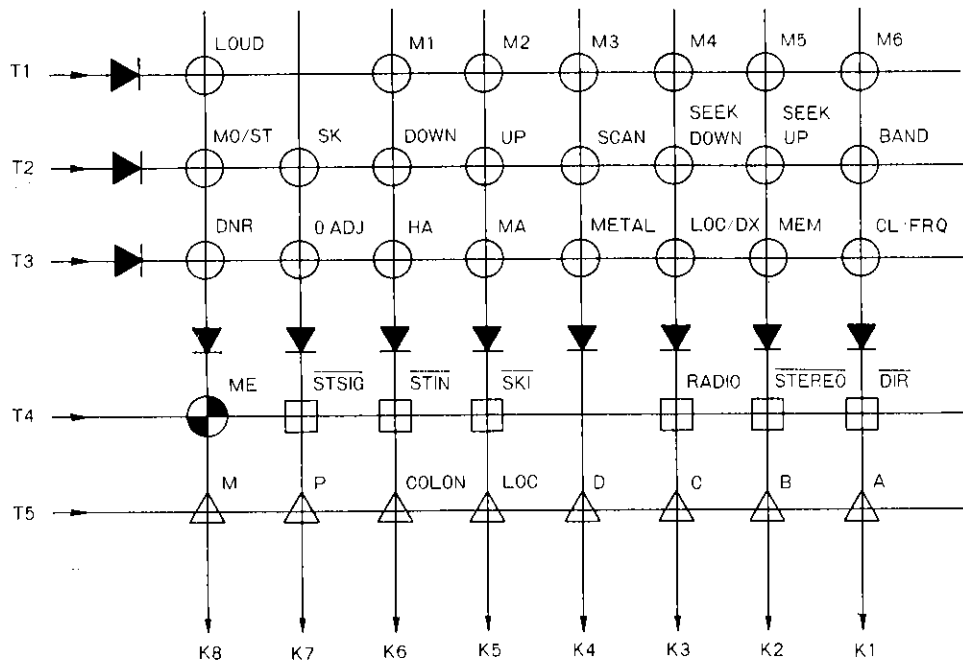 LOUD M1 M2 M3 M4 M5 M6
T1
MO/ST SK DOWN UP SCAN SEEK DOWN SEEK UP BAND
T2
DNR 0 ADJ HA MA METAL LOC/DX MEM CL·FRQ
T3
ME STSIG STIN SKI RADIO STEREO DIR
T4
M P COLON LOC D C B A
T5
K8 K7 K6 K5 K4 K3 K2 K1